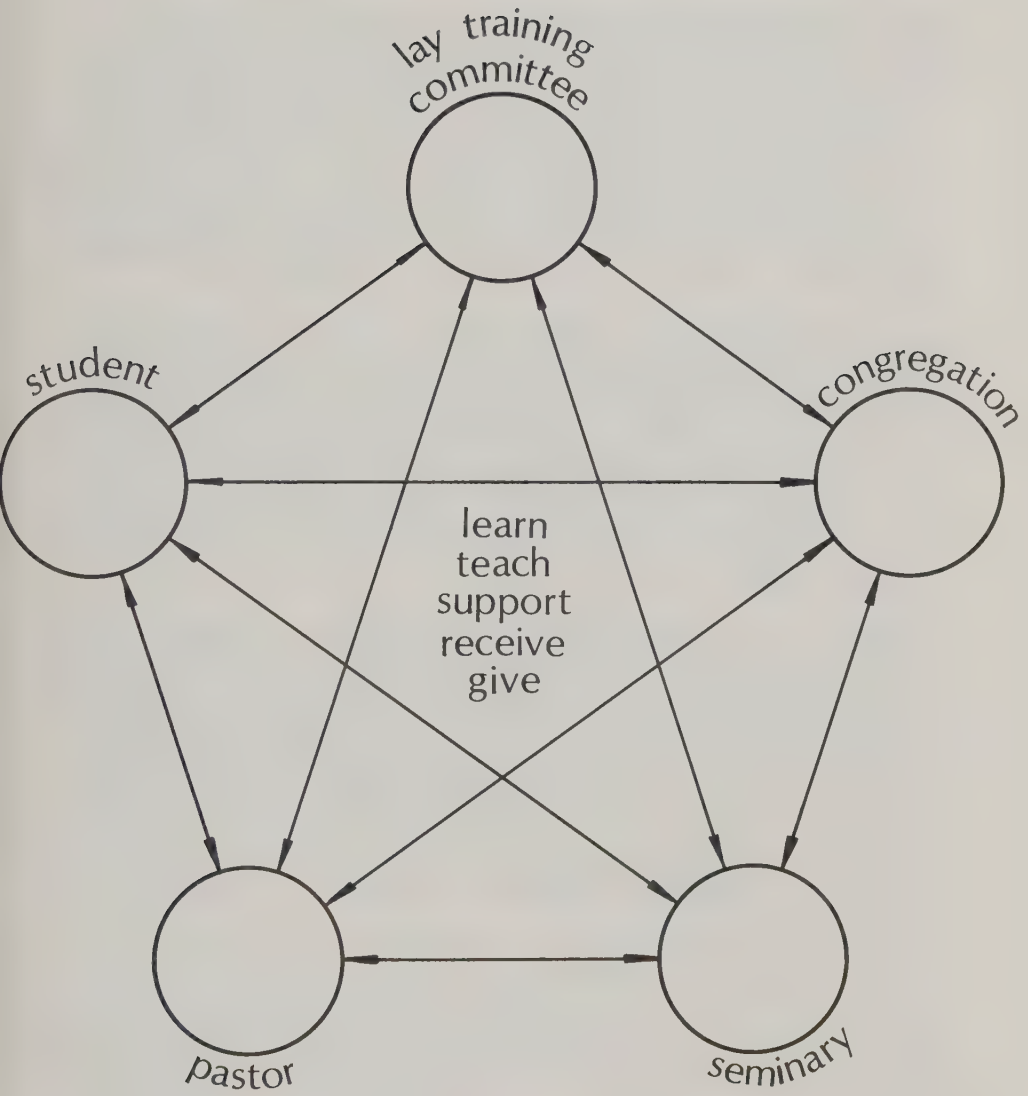 lay training
committee
student
congregation
learn
teach
support
receive
give
pastor
seminary